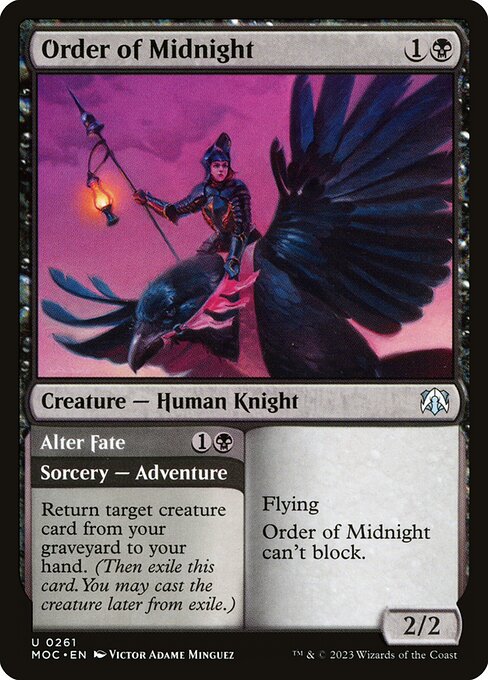 Order of Midnight 1
Creature — Human Knight
Alter Fate 1
Sorcery — Adventure
Return target creature
card from your
graveyard to your
hand. (Then exile this
card. You may cast the
creature later from exile.)
Flying
Order of Midnight
can't block.
2/2
U 0261
MOC • EN Victor Adame Minguez
™ & © 2023 Wizards of the Coast